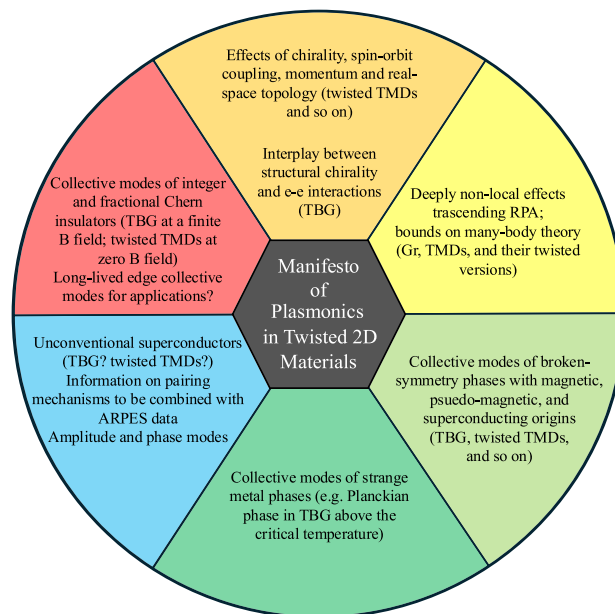 Effects of chirality, spin-orbit
coupling, momentum and real-
space topology (twisted TMDs
and so on)
Interplay between
structural chirality
and e-e interactions
(TBG)
Deeply non-local effects
trascending RPA;
bounds on many-body theory
(Gr, TMDs, and their twisted
versions)
Collective modes of broken-
symmetry phases with magnetic,
psuedo-magnetic, and
superconducting origins
(TBG, twisted TMDs,
and so on)
Collective modes of strange
metal phases (e.g. Planckian
phase in TBG above the
critical temperature)
Unconventional superconductors
(TBG? twisted TMDs?)
Information on pairing
mechanisms to be combined with
ARPES data
Amplitude and phase modes
Collective modes of integer
and fractional Chern
insulators (TBG at a finite
B field; twisted TMDs at
zero B field)
Long-lived edge collective
modes for applications?
Manifesto
of
Plasmonics
in Twisted 2D
Materials